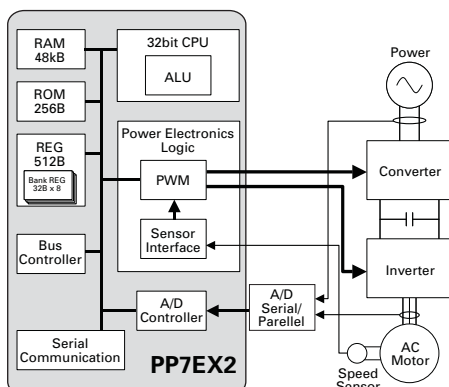 RAM
48kB
ROM
256B
REG
512B
Bank REG
32B x 8
Bus
Controller
Serial
Communication
32bit CPU
ALU
Power Electronics
Logic
PWM
Sensor
Interface
A/D
Controller
PP7EX2
A/D
Serial/
Parellel
Power
Converter
Inverter
AC
Motor
Speed
Sensor